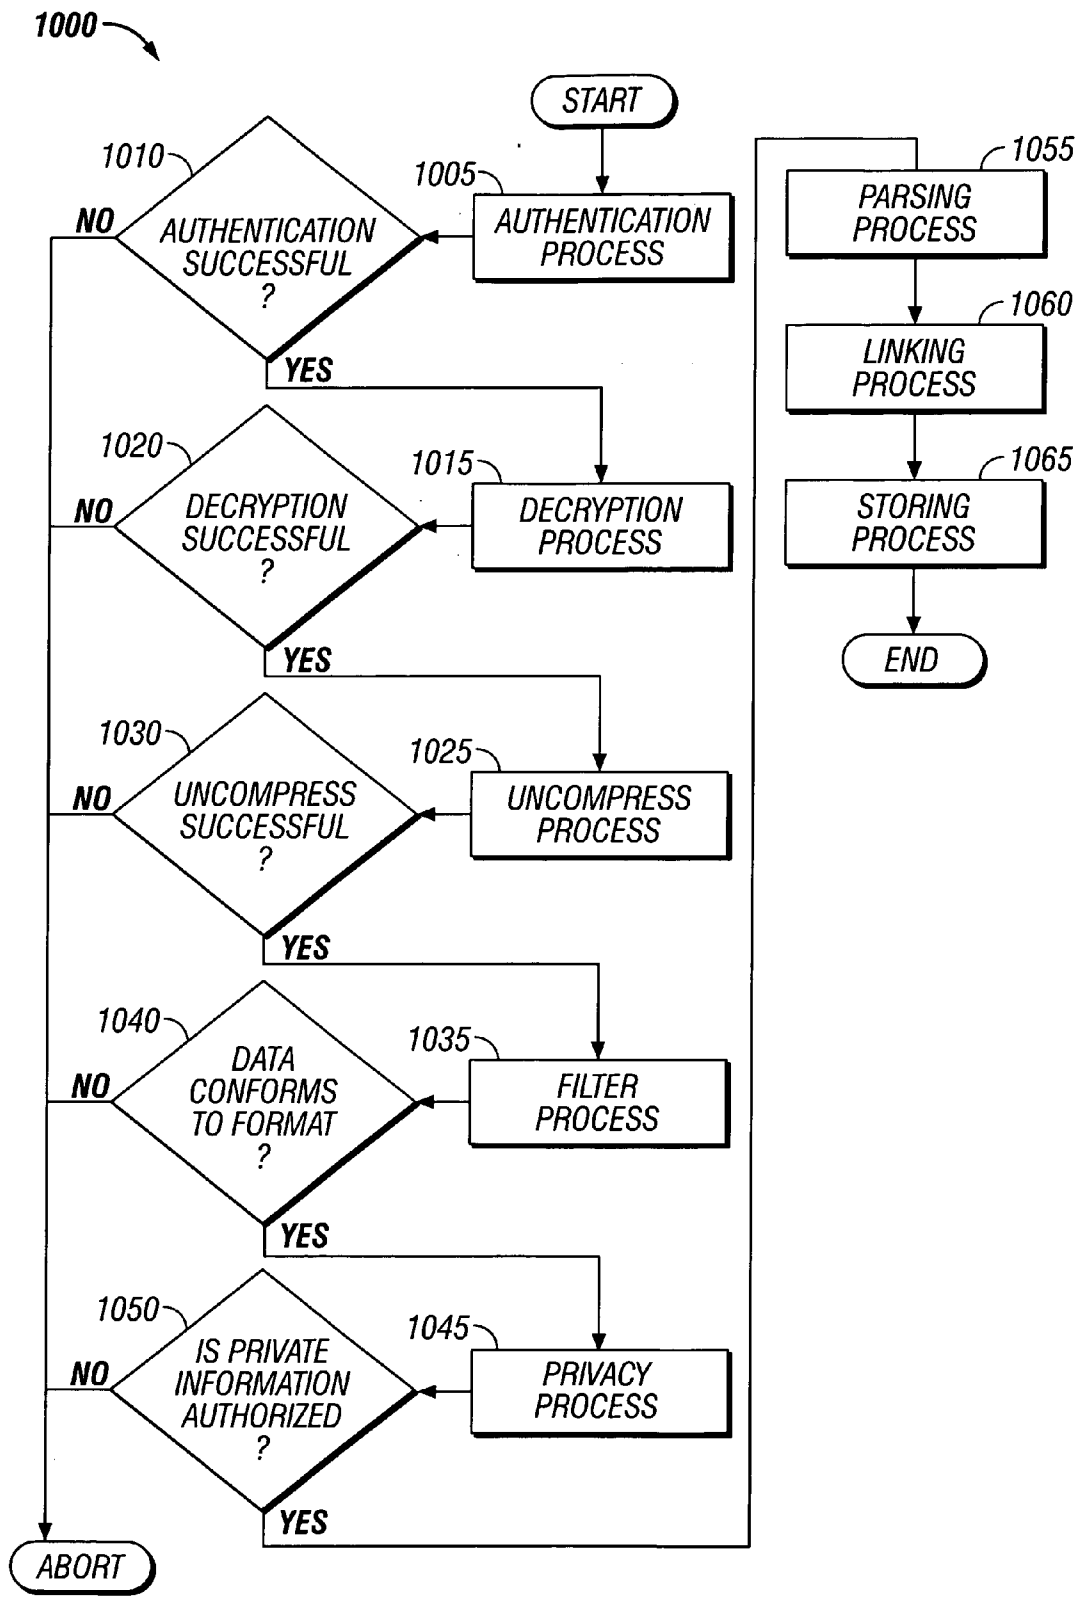 1000
START
1010
1005
AUTHENTICATION
PROCESS
AUTHENTICATION
SUCCESSFUL
?
NO
YES
1020
1015
DECRYPTION
PROCESS
DECRYPTION
SUCCESSFUL
?
NO
YES
1030
1025
UNCOMPRESS
PROCESS
UNCOMPRESS
SUCCESSFUL
?
NO
YES
1040
1035
FILTER
PROCESS
DATA
CONFORMS
TO FORMAT
?
NO
YES
1050
1045
PRIVACY
PROCESS
IS PRIVATE
INFORMATION
AUTHORIZED
?
NO
YES
ABORT
1055
PARSING
PROCESS
1060
LINKING
PROCESS
1065
STORING
PROCESS
END